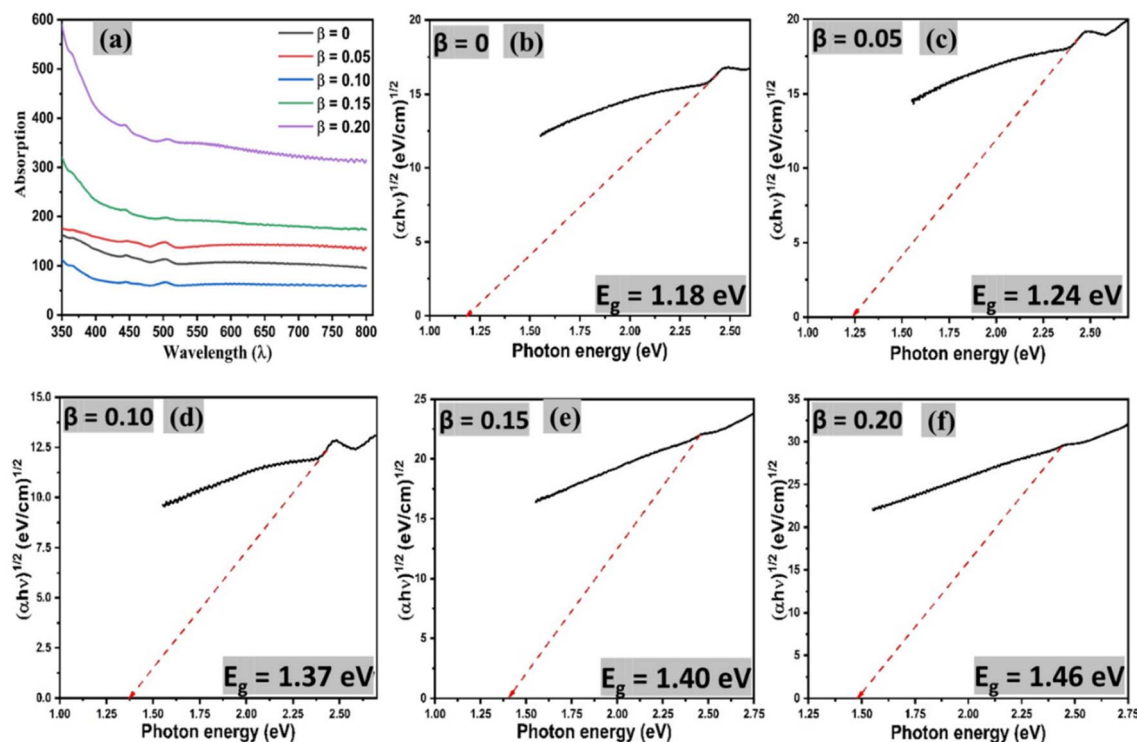 (a)
β = 0
β = 0.05
β = 0.10
β = 0.15
β = 0.20
Absorption
600
500
400
300
200
100
0
350 400 450 500 550 600 650 700 750 800
Wavelength (λ)
β = 0 (b)
(αhν)^1/2 (eV/cm)^1/2
20
15
10
5
0
1.00 1.25 1.50 1.75 2.00 2.25 2.50
Photon energy (eV)
E_g = 1.18 eV
β = 0.05 (c)
(αhν)^1/2 (eV/cm)^1/2
20
15
10
5
0
1.00 1.25 1.50 1.75 2.00 2.25 2.50
Photon energy (eV)
E_g = 1.24 eV
β = 0.10 (d)
(αhν)^1/2 (eV/cm)^1/2
15.0
12.5
10.0
7.5
5.0
2.5
0.0
1.00 1.25 1.50 1.75 2.00 2.25 2.50
Photon energy (eV)
E_g = 1.37 eV
β = 0.15 (e)
(αhν)^1/2 (eV/cm)^1/2
25
20
15
10
5
0
1.00 1.25 1.50 1.75 2.00 2.25 2.50 2.75
Photon energy (eV)
E_g = 1.40 eV
β = 0.20 (f)
(αhν)^1/2 (eV/cm)^1/2
35
30
25
20
15
10
5
0
1.00 1.25 1.50 1.75 2.00 2.25 2.50 2.75
Photon energy (eV)
E_g = 1.46 eV